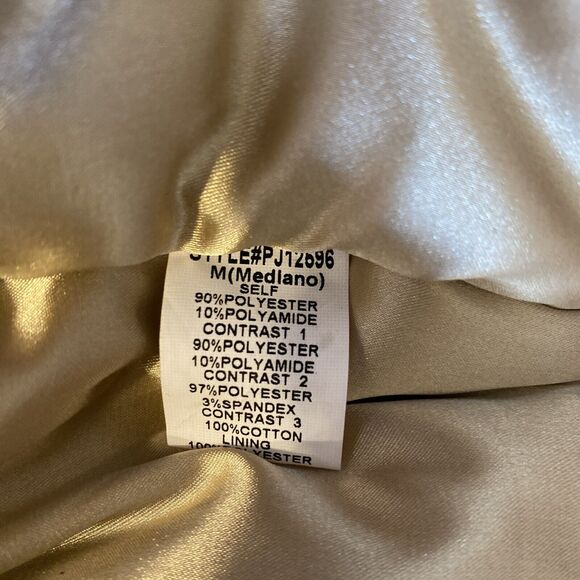 STYLE#PJ12696
M(Mediano)
SELF
90%POLYESTER
10%POLYAMIDE
CONTRAST 1
90%POLYESTER
10%POLYAMIDE
CONTRAST 2
97%POLYESTER
3%SPANDEX
CONTRAST 3
100%COTTON
LINING
100%POLYESTER